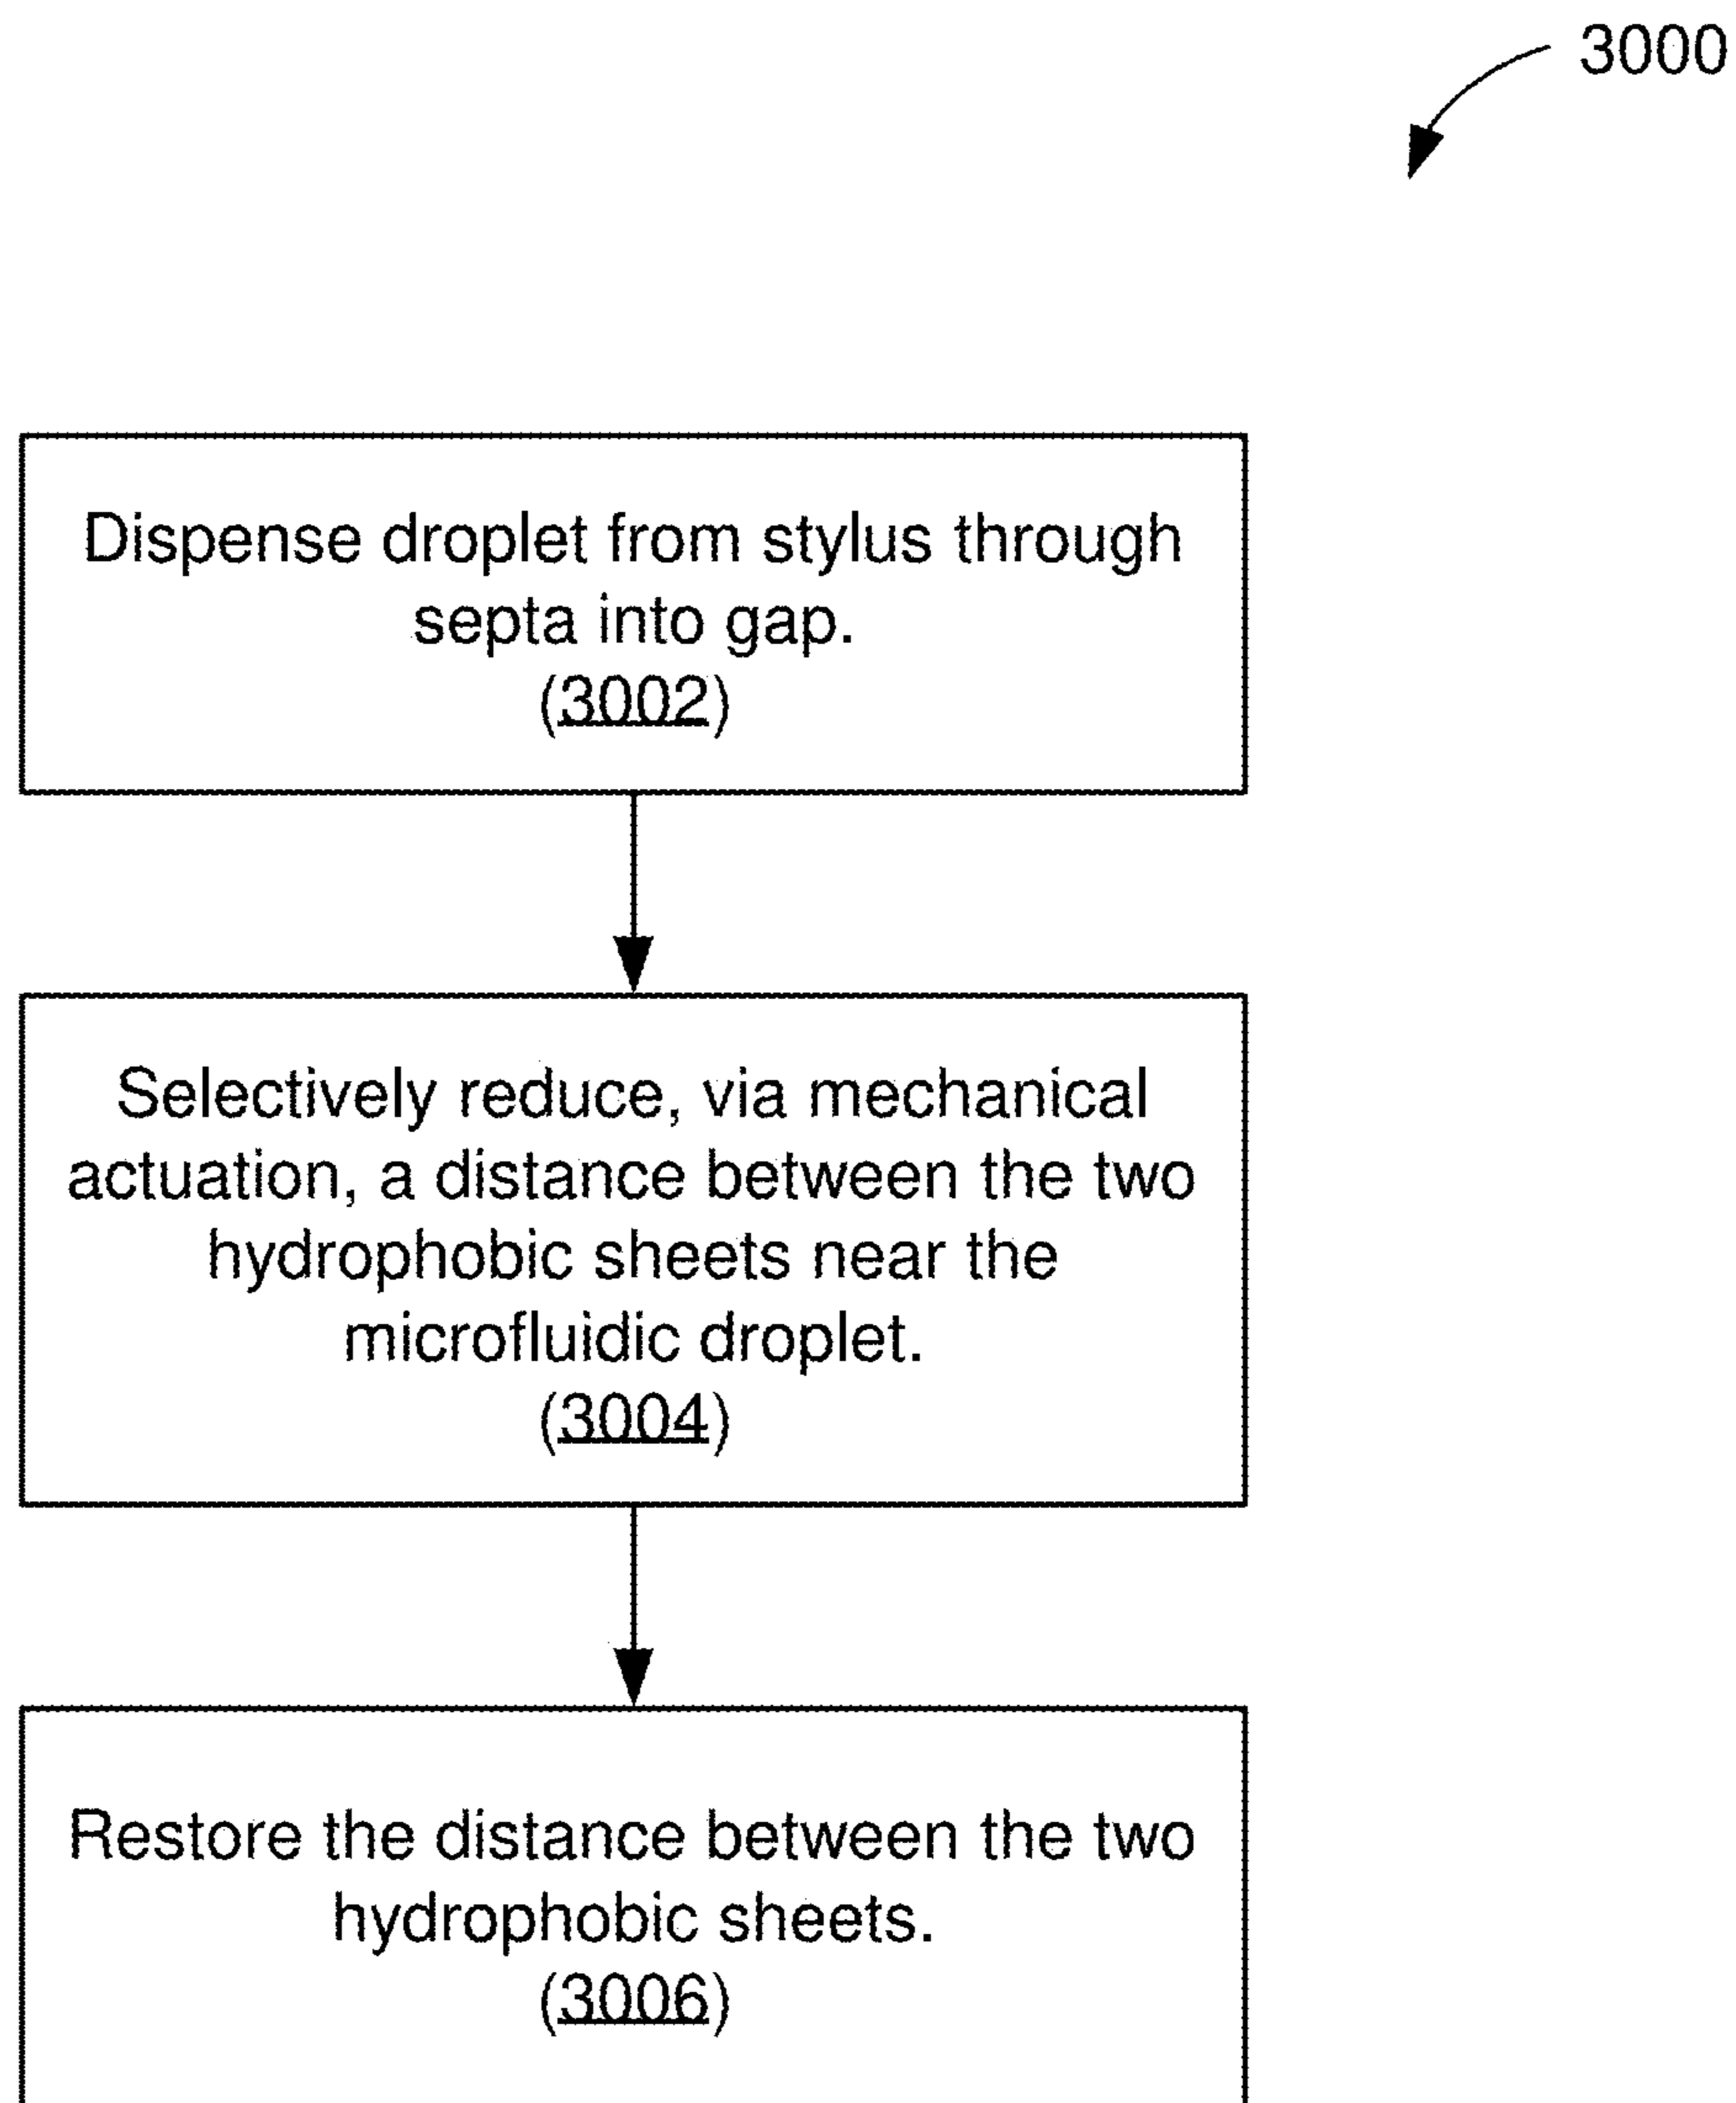 3000
Dispense droplet from stylus through
septa into gap.
(3002)
Selectively reduce, via mechanical
actuation, a distance between the two
hydrophobic sheets near the
microfluidic droplet.
(3004)
Restore the distance between the two
hydrophobic sheets.
(3006)